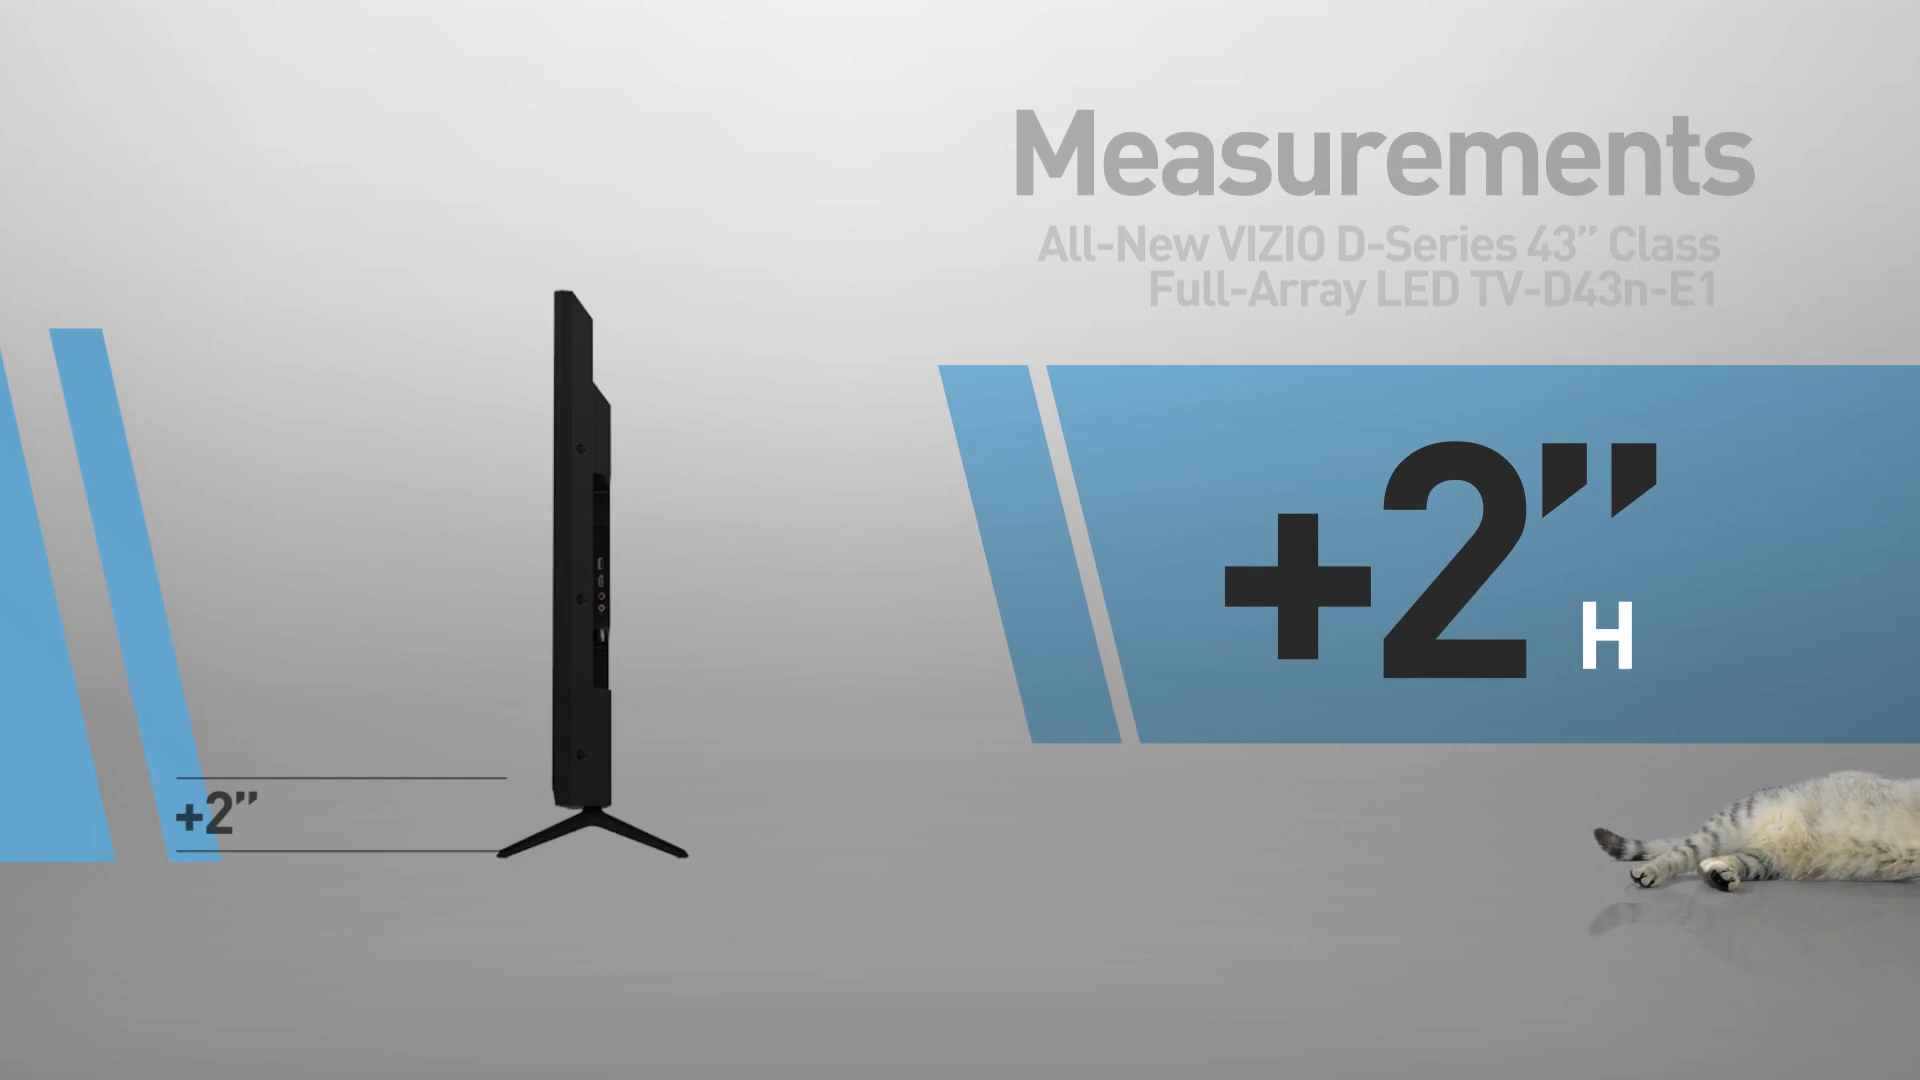 Measurements
All-New VIZIO D-Series 43” Class
Full-Array LED TV-D43n-E1
+2”
H
+2”